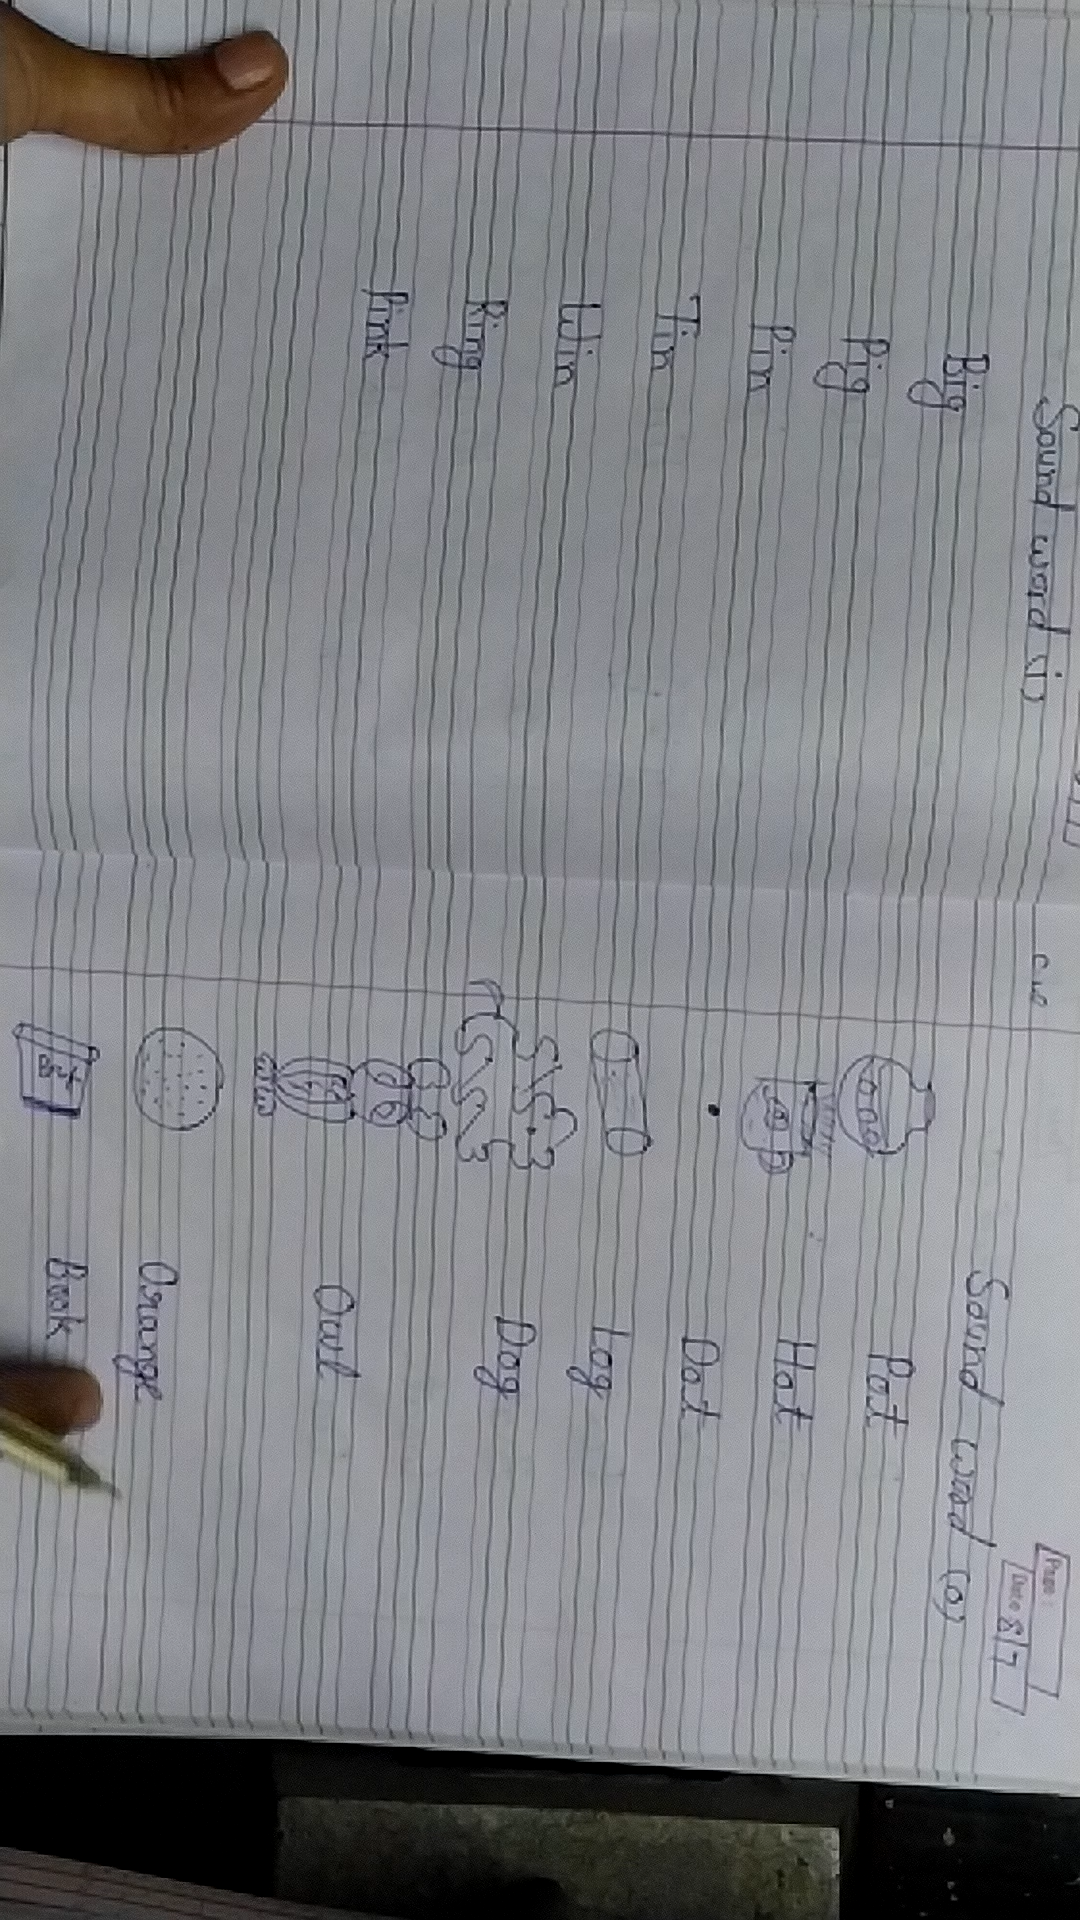 Sound word (i)
Big
Pig
Pin
Tin
Win
Ring
Pink
C.W
Page:
Date 8/7
Sound word (o)
Pot
Hot
Dot
Log
Dog
Owl
Orange
Book